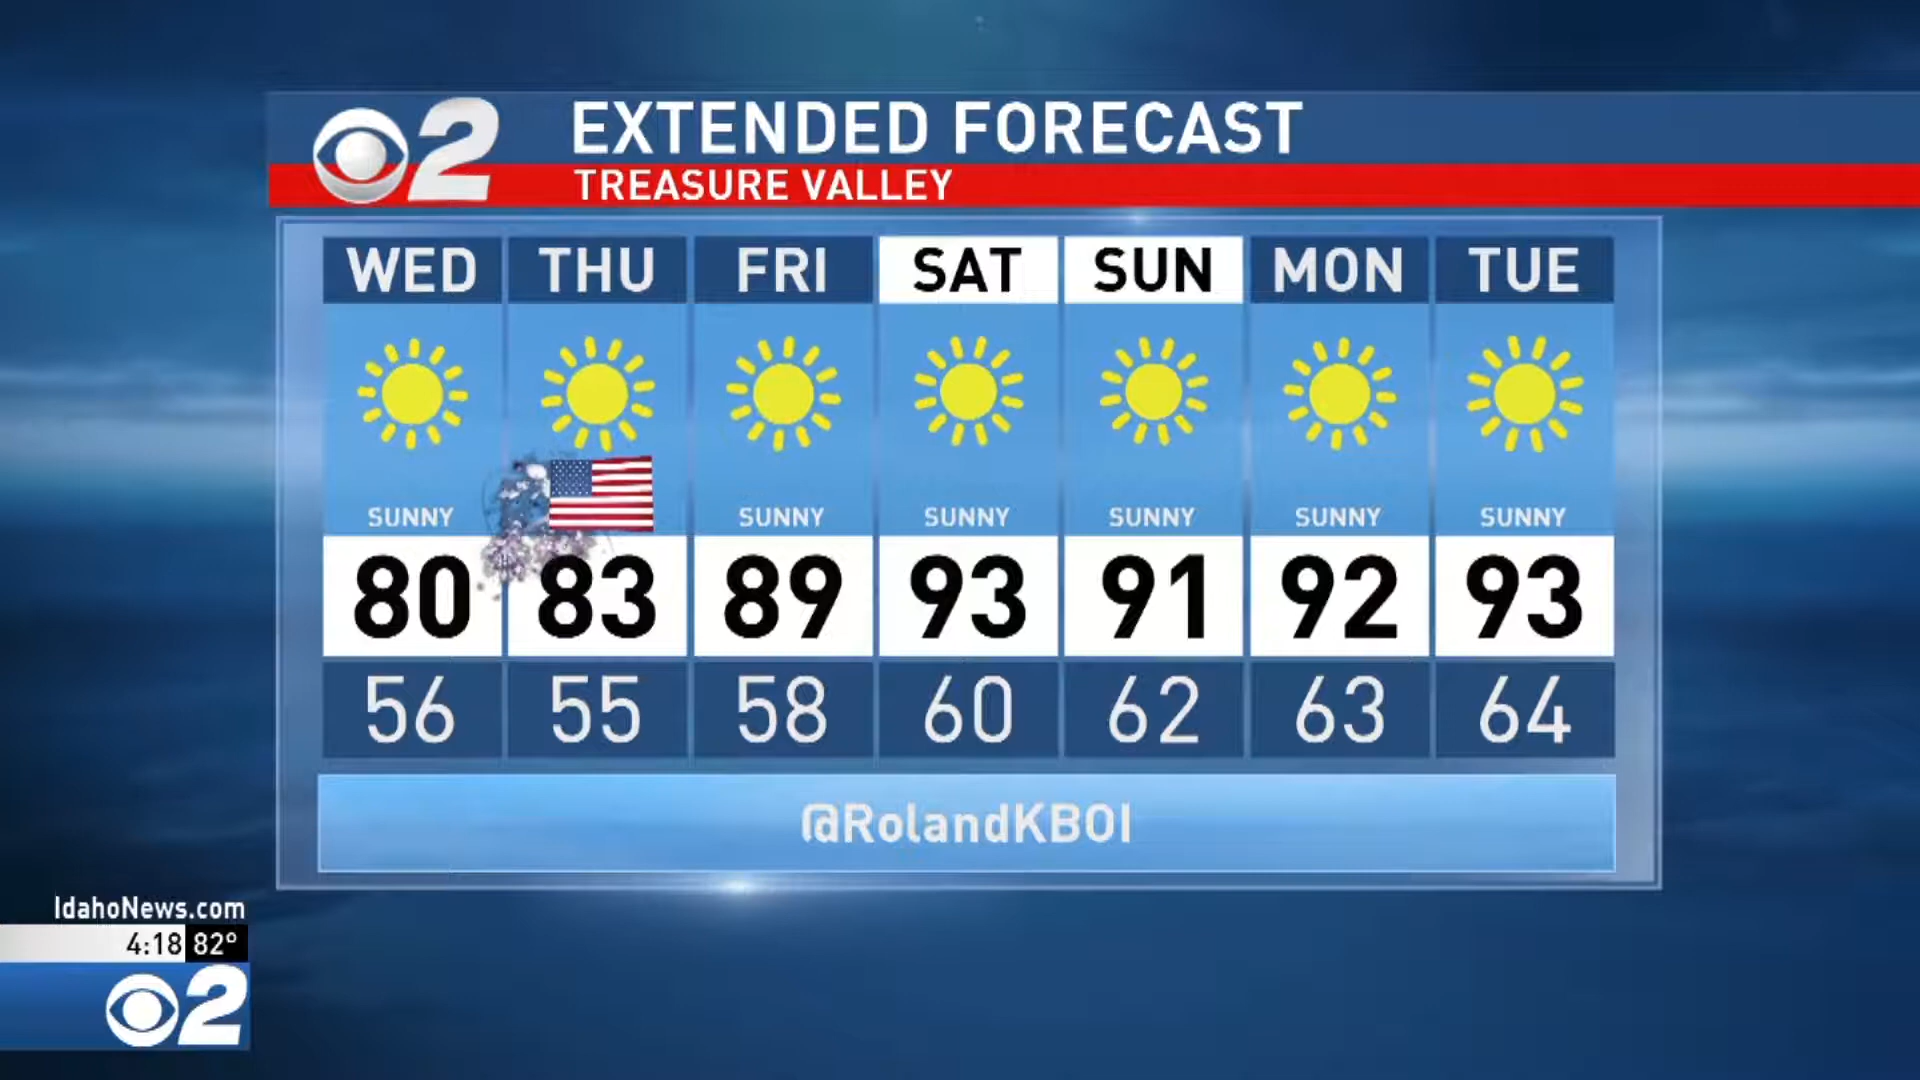 2 EXTENDED FORECAST
TREASURE VALLEY
WED THU FRI SAT SUN MON TUE
SUNNY SUNNY SUNNY SUNNY SUNNY SUNNY
80 83 89 93 91 92 93
56 55 58 60 62 63 64
@RolandKBOI
IdahoNews.com
4:18 82°
2